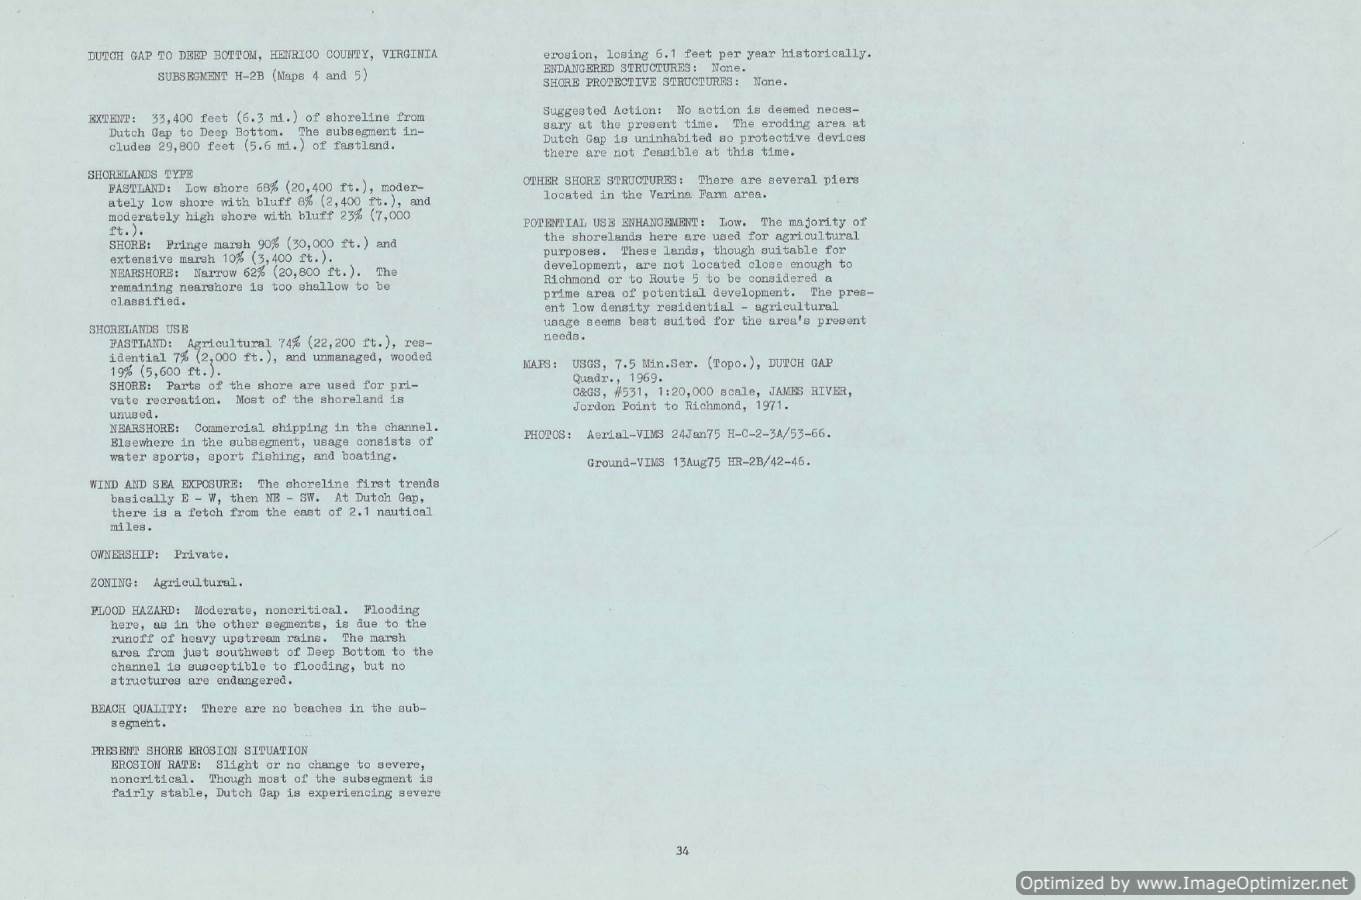 DUTCH GAP TO DEEP BOTTOM, HENRICO COUNTY, VIRGINIA
SUBSEGMENT H-2B (Maps 4 and 5)
EXTENT: 33,400 feet (6.3 mi.) of shoreline from
Dutch Gap to Deep Bottom. The subsegment in-
cludes 29,800 feet (5.6 mi.) of fastland.
SHORELANDS TYPE
FASTLAND: Low shore 68% (20,400 ft.), moder-
ately low shore with bluff 8% (2,400 ft.), and
moderately high shore with bluff 23% (7,000
ft.).
SHORE: Fringe marsh 90% (30,000 ft.) and
extensive marsh 10% (3,400 ft.).
NEARSHORE: Narrow 62% (20,800 ft.). The
remaining nearshore is too shallow to be
classified.
SHORELANDS USE
FASTLAND: Agricultural 74% (22,200 ft.), res-
idential 7% (2,000 ft.), and unmanaged, wooded
19% (5,600 ft.).
SHORE: Parts of the shore are used for pri-
vate recreation. Most of the shoreland is
unused.
NEARSHORE: Commercial shipping in the channel.
Elsewhere in the subsegment, usage consists of
water sports, sport fishing, and boating.
WIND AND SEA EXPOSURE: The shoreline first trends
basically E - W, then NE - SW. At Dutch Gap,
there is a fetch from the east of 2.1 nautical
miles.
OWNERSHIP: Private.
ZONING: Agricultural.
FLOOD HAZARD: Moderate, noncritical. Flooding
here, as in the other segments, is due to the
runoff of heavy upstream rains. The marsh
area from just southwest of Deep Bottom to the
channel is susceptible to flooding, but no
structures are endangered.
BEACH QUALITY: There are no beaches in the sub-
segment.
PRESENT SHORE EROSION SITUATION
EROSION RATE: Slight or no change to severe,
noncritical. Though most of the subsegment is
fairly stable, Dutch Gap is experiencing severe
erosion, losing 6.1 feet per year historically.
ENDANGERED STRUCTURES: None.
SHORE PROTECTIVE STRUCTURES: None.
Suggested Action: No action is deemed neces-
sary at the present time. The eroding area at
Dutch Gap is uninhabited so protective devices
there are not feasible at this time.
OTHER SHORE STRUCTURES: There are several piers
located in the Varina Farm area.
POTENTIAL USE ENHANCEMENT: Low. The majority of
the shorelands here are used for agricultural
purposes. These lands, though suitable for
development, are not located close enough to
Richmond or to Route 5 to be considered a
prime area of potential development. The pres-
ent low density residential - agricultural
usage seems best suited for the area's present
needs.
MAPS: USGS, 7.5 Min.Ser. (Topo.), DUTCH GAP
Quadr., 1969.
C&GS, #531, 1:20,000 scale, JAMES RIVER,
Jordon Point to Richmond, 1971.
PHOTOS: Aerial-VIMS 24Jan75 H-C-2-3A/53-66.
Ground-VIMS 13Aug75 HR-2B/42-46.
34
Optimized by www.ImageOptimizer.net